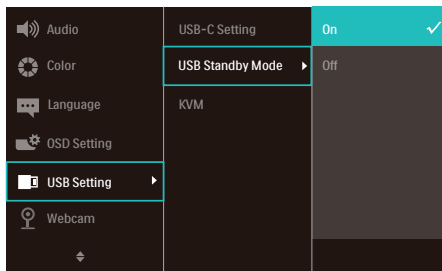 Audio
Color
Language
OSD Setting
USB Setting
Webcam
USB-C Setting
USB Standby Mode
KVM
On
Off